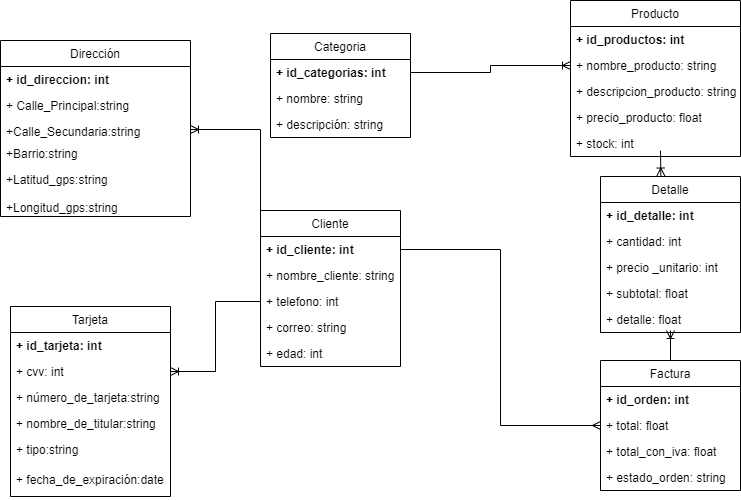 Dirección
+ id_direccion: int
+ Calle_Principal:string
+Calle_Secundaria:string
+Barrio:string
+Latitud_gps:string
+Longitud_gps:string
Categoria
+ id_categorias: int
+ nombre: string
+ descripción: string
Producto
+ id_productos: int
+ nombre_producto: string
+ descripcion_producto: string
+ precio_producto: float
+ stock: int
Cliente
+ id_cliente: int
+ nombre_cliente: string
+ telefono: int
+ correo: string
+ edad: int
Detalle
+ id_detalle: int
+ cantidad: int
+ precio _unitario: int
+ subtotal: float
+ detalle: float
Tarjeta
+ id_tarjeta: int
+ cvv: int
+ número_de_tarjeta:string
+ nombre_de_titular:string
+ tipo:string
+ fecha_de_expiración:date
Factura
+ id_orden: int
+ total: float
+ total_con_iva: float
+ estado_orden: string